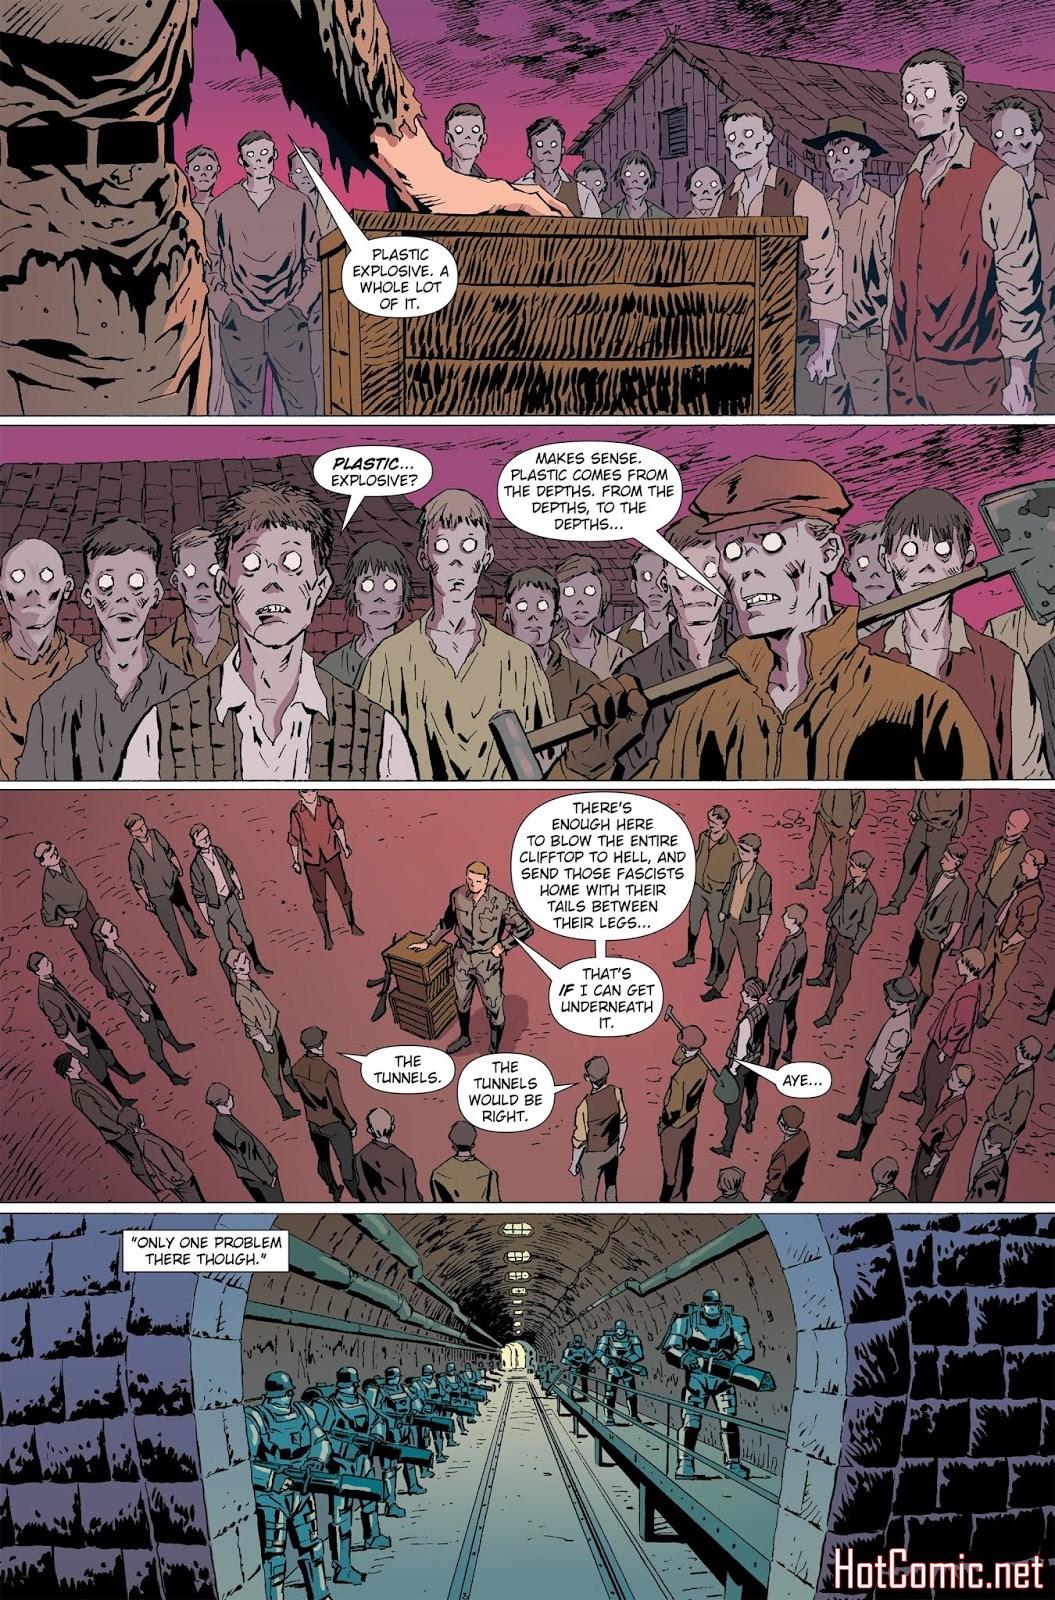 PLASTIC
EXPLOSIVE. A
WHOLE LOT
OF IT.
PLASTIC...
EXPLOSIVE?
MAKES SENSE.
PLASTIC COMES FROM
THE DEPTHS. FROM THE
DEPTHS, TO THE
DEPTHS...
THERE'S
ENOUGH HERE
TO BLOW THE ENTIRE
CLIFFTOP TO HELL, AND
SEND THOSE FASCISTS
HOME WITH THEIR
TAILS BETWEEN
THEIR LEGS...
THAT'S
IF I CAN GET
UNDERNEATH
IT.
THE
TUNNELS.
THE
TUNNELS
WOULD BE
RIGHT.
AYE...
"ONLY ONE PROBLEM
THERE THOUGH."
HotComic.net